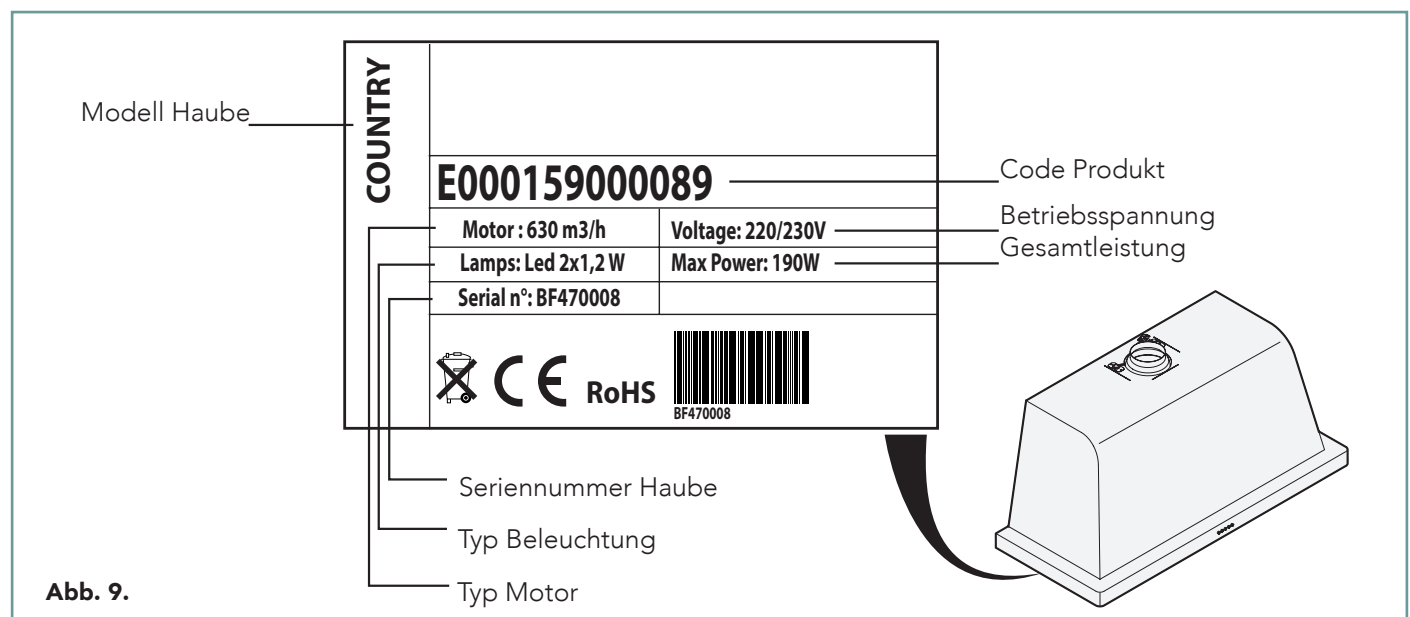 Modell Haube
COUNTRY
E000159000089
Code Produkt
Motor : 630 m3/h
Voltage: 220/230V
Betriebsspannung
Lamps: Led 2x1,2 W
Max Power: 190W
Gesamtleistung
Serial n°: BF470008
CE
RoHS
BF470008
Seriennummer Haube
Typ Beleuchtung
Typ Motor
Abb. 9.